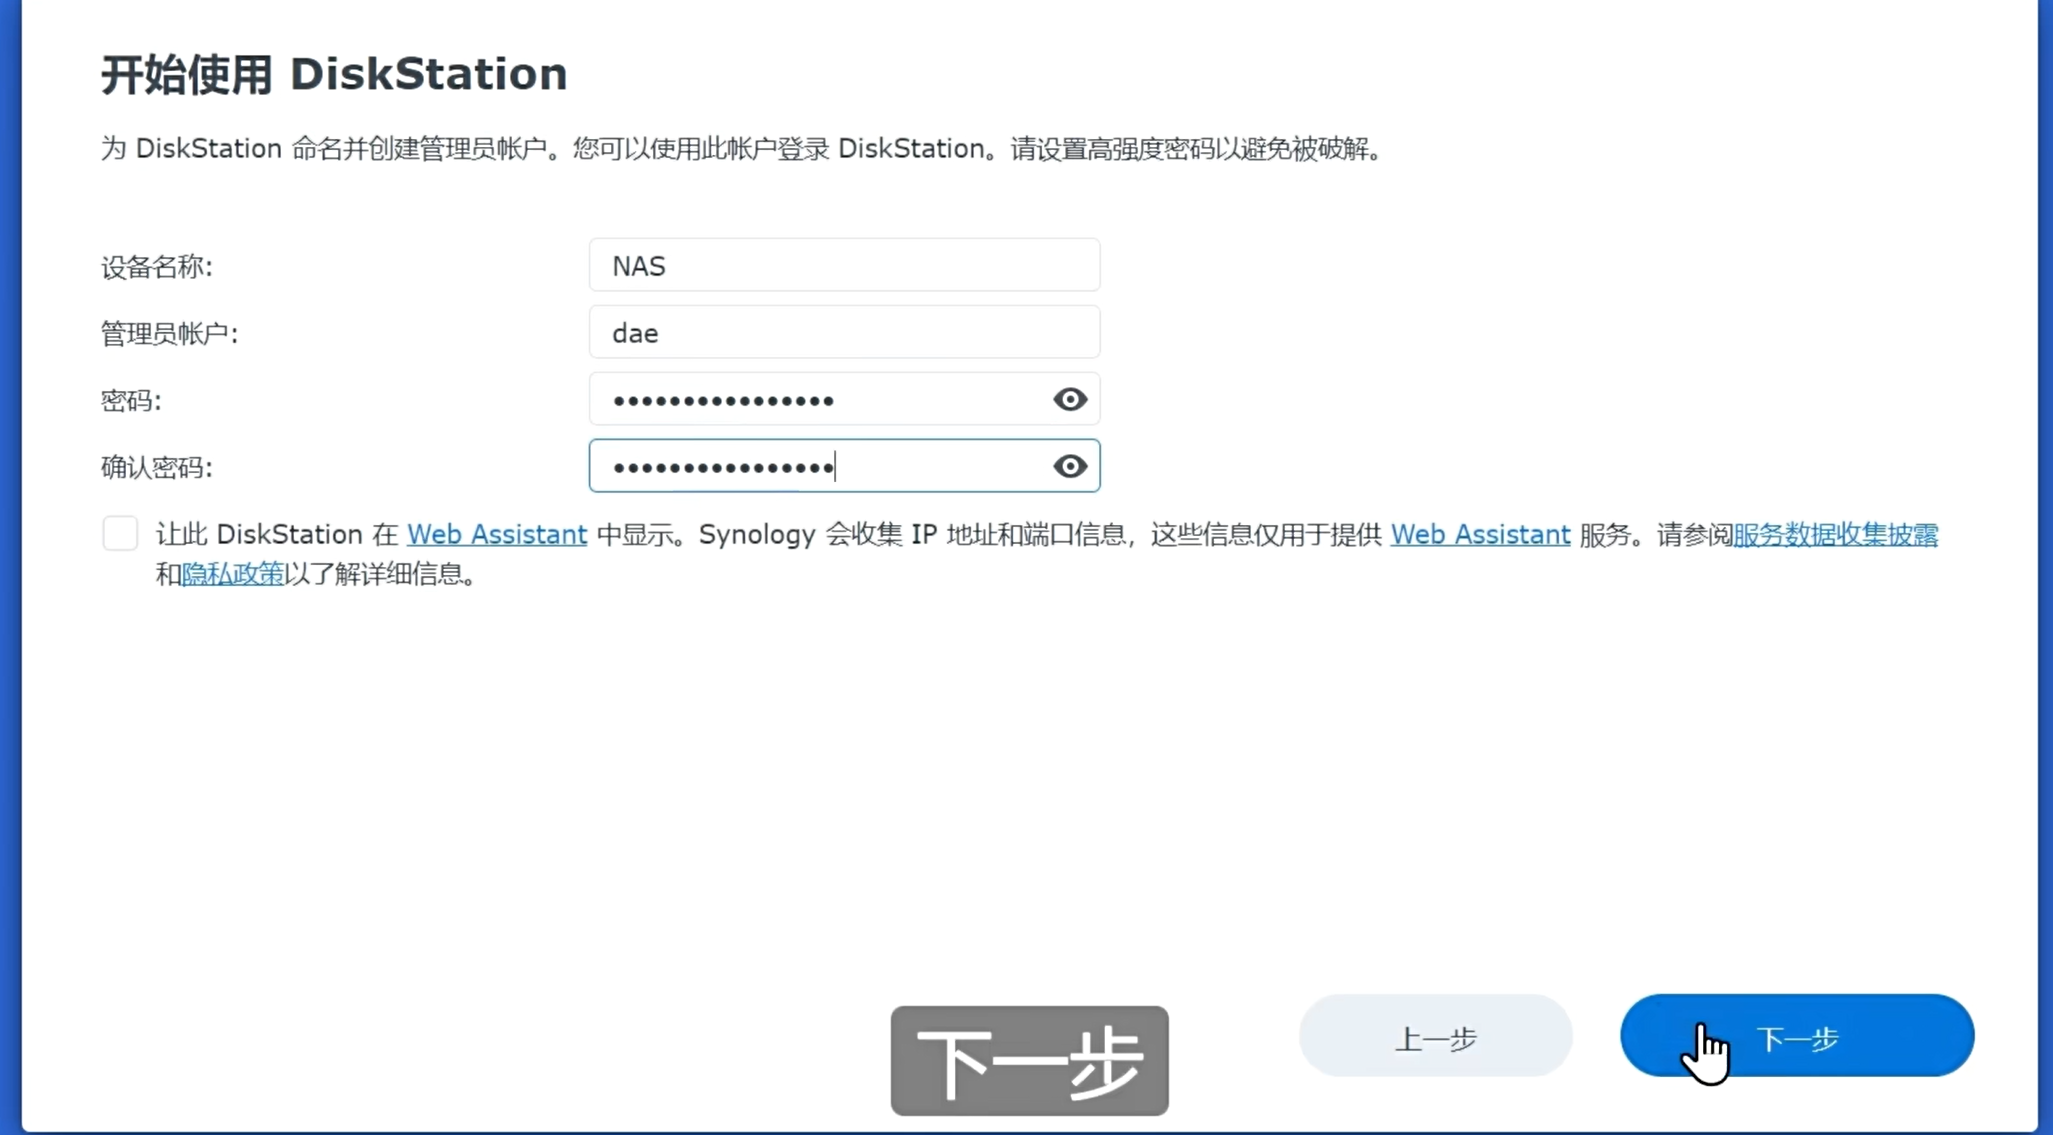 开始使用 DiskStation
为 DiskStation 命名并创建管理员帐户。您可以使用此帐户登录 DiskStation。请设置高强度密码以避免被破解。
设备名称: NAS
管理员帐户: dae
密码: ••••••••••••••••
确认密码: ••••••••••••••••
让此 DiskStation 在 Web Assistant 中显示。Synology 会收集 IP 地址和端口信息，这些信息仅用于提供 Web Assistant 服务。请参阅服务数据收集披露
和隐私政策以了解详细信息。
上一步 下一步
下一步